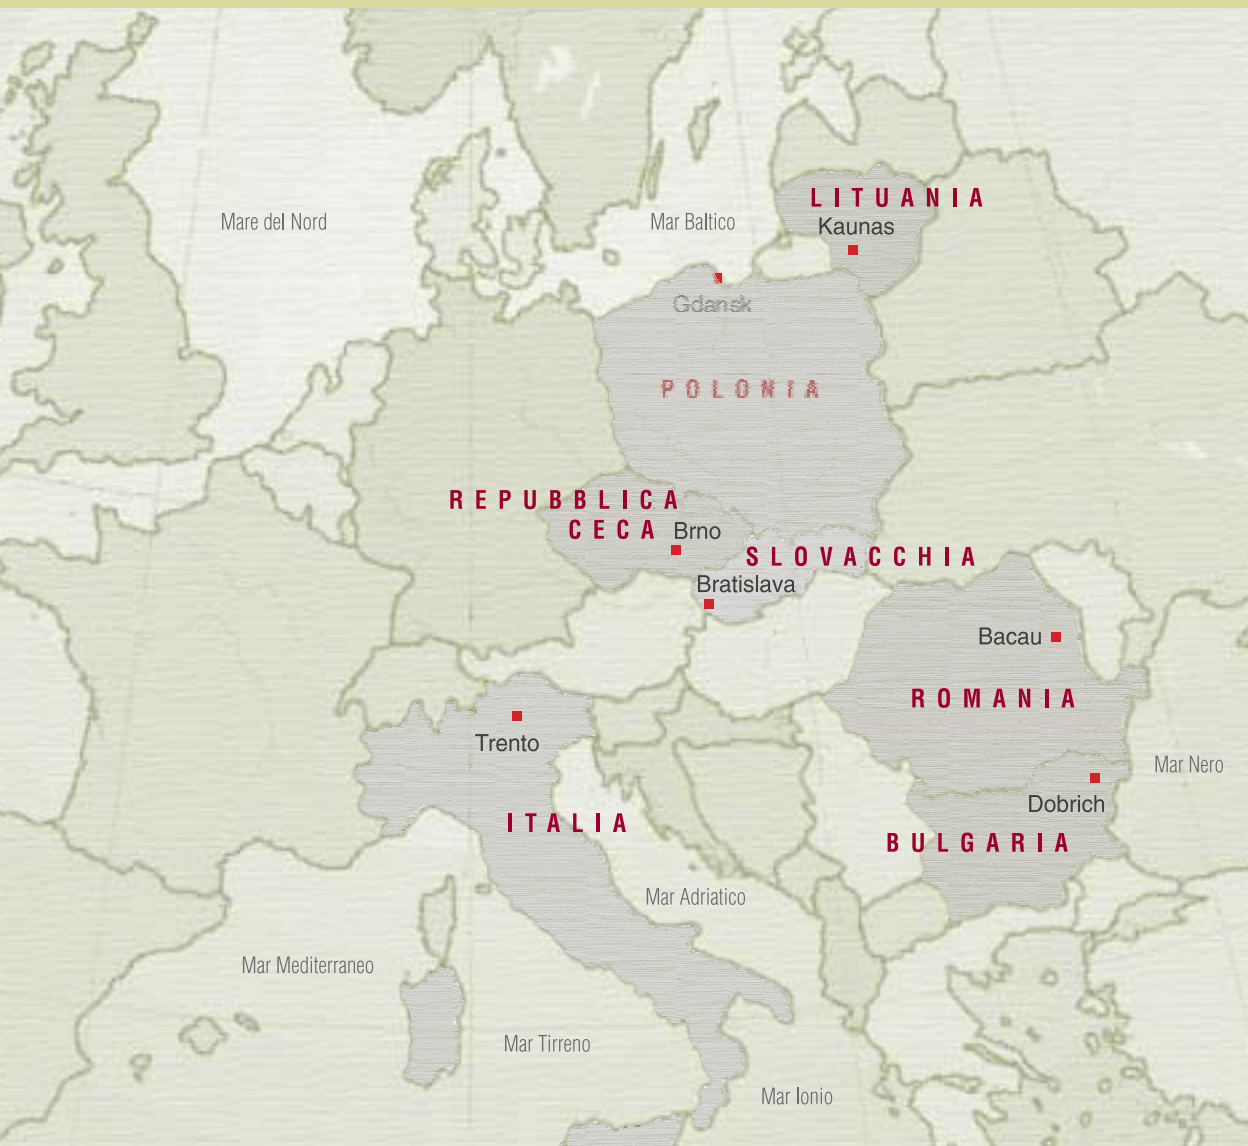 LITUANIA
Mare del Nord
Mar Baltico
Kaunas
Gdansk
POLONIA
REPUBBLICA
CECA
Brno
SLOVACCHIA
Bratislava
Bacau
ROMANIA
Trento
Mar Nero
Dobrich
ITALIA
BULGARIA
Mar Adriatico
Mar Mediterraneo
Mar Tirreno
Mar Ionio